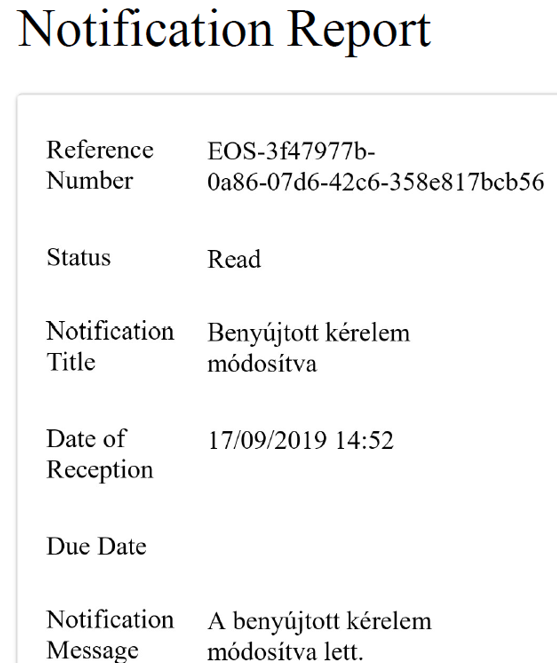 Notification Report
Reference EOS-3f47977b-
Number 0a86-07d6-42c6-358e817bcb56
Status Read
Notification Benyújtott kérelem
Title módosítva
Date of 17/09/2019 14:52
Reception
Due Date
Notification A benyújtott kérelem
Message módosítva lett.